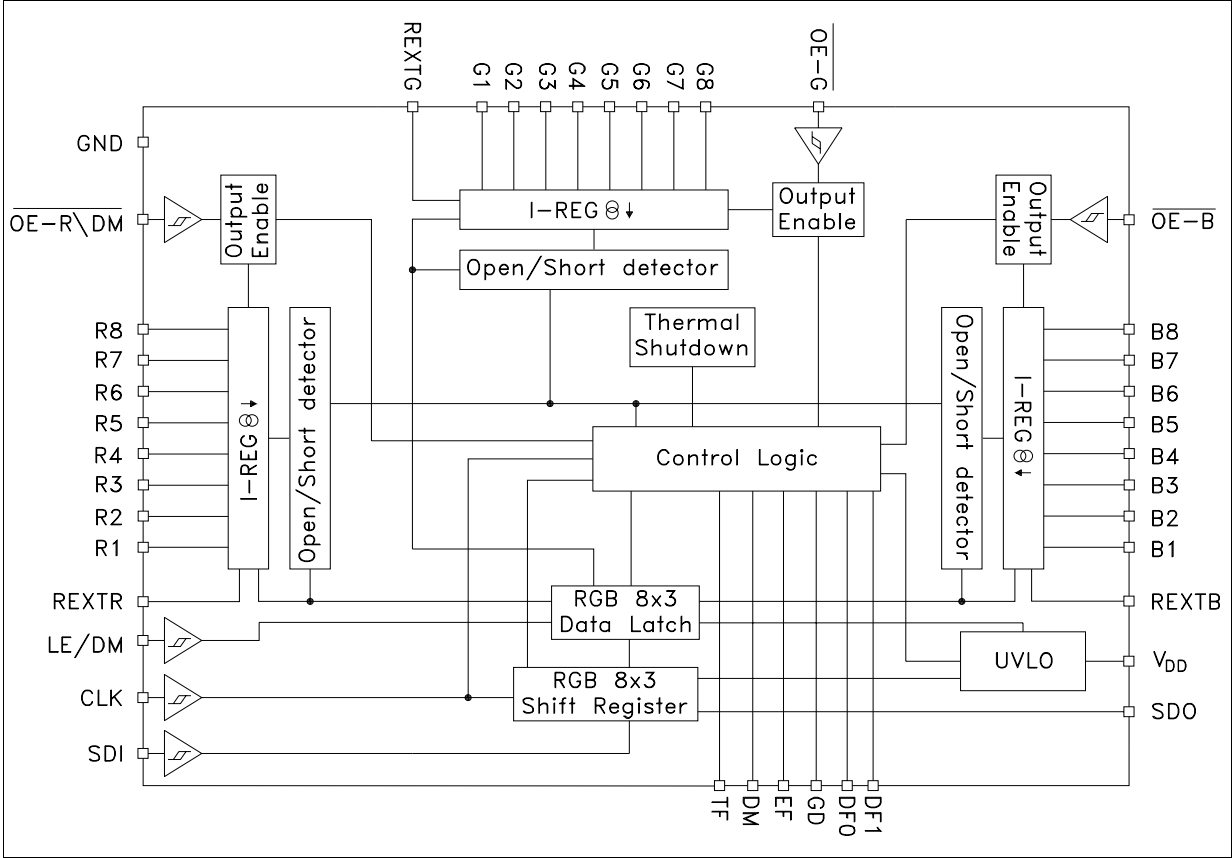 REXTG
G1
G2
G3
G4
G5
G6
G7
G8
OE-G
GND
OE-R\DM
Output
Enable
I-REG
Output
Enable
Output
Enable
OE-B
Open/Short detector
Thermal
Shutdown
R8
R7
R6
R5
R4
R3
R2
R1
I-REG
Open/Short detector
Control Logic
Open/Short detector
I-REG
B8
B7
B6
B5
B4
B3
B2
B1
REXTR
RGB 8x3
Data Latch
REXTB
LE/DM
UVLO
VDD
CLK
RGB 8x3
Shift Register
SDO
SDI
TF
DM
EF
GD
DF0
DF1